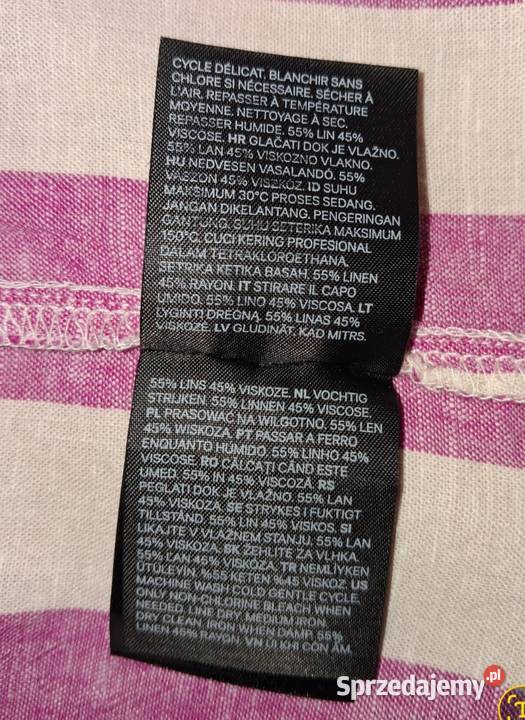 CYCLE DÉLICAT, BLANCHIR SANS
CHLORE SI NÉCESSAIRE, SÉCHER À
L'AIR, REPASSER À TEMPÉRATURE
MOYENNE, NETTOYAGE À SEC,
REPASSER HUMIDE. 55% LIN 45%
VISCOSE. HR GLAČATI DOK JE VLAŽNO.
55% LAN 45% VISKOZNO VLAKNO.
HU NEDVESEN VASALANDÓ. 55%
VÁSZON 45% VISZKÓZ. ID SUHU
MAKSIMUM 30°C PROSES SEDANG.
JANGAN DIKELANTANG. PENGERINGAN
GANTUNG. SUHU SETERIKA MAKSIMUM
150°C. CUCI KERING PROFESIONAL
DALAM TETRAKLOROETHANA.
SETRIKA KETIKA BASAH. 55% LINEN
45% RAYON. IT STIRARE IL CAPO
UMIDO. 55% LINO 45% VISCOSA. LT
LYGINTI DRĖGNĄ. 55% LINAS 45%
VISKOZĖ. LV GLUDINĀT, KAD MITRS.
55% LINS 45% VISKOZE. NL VOCHTIG
STRIJKEN. 55% LINNEN 45% VISCOSE.
PL PRASOWAĆ NA WILGOTNO. 55% LEN
45% WISKOZA. PT PASSAR A FERRO
ENQUANTO HUMIDO. 55% LINHO 45%
VISCOSE. RO CĂLCAȚI CÂND ESTE
UMED. 55% IN 45% VISCOZĂ. RS
PEGLATI DOK JE VLAŽNO. 55% LAN
45% VISKOZA. SE STRYKES I FUKTIGT
TILLSTÅND. 55% LIN 45% VISKOS. SI
LIKAJTE V VLAŽNEM STANJU. 55% LAN
45% VISKOZA. SK ŽEHLITE ZA VLHKA.
55% ĽAN 45% VISKÓZA. TR NEMLİYKEN
ÜTÜLEYİN. %55 KETEN %45 VISKOZ. US
MACHINE WASH COLD GENTLE CYCLE.
ONLY NON-CHLORINE BLEACH WHEN
NEEDED. LINE DRY. MEDIUM IRON.
DRY CLEAN. IRON WHEN DAMP. 55%
LINEN 45% RAYON. VN ỦI KHI CÒN ẨM.
Sprzedajemy.pl